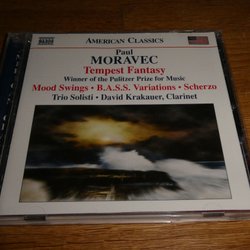 NAXOS
AMERICAN CLASSICS
Paul
MORAVEC
Tempest Fantasy
Winner of the Pulitzer Prize for Music
Mood Swings • B.A.S.S. Variations • Scherzo
Trio Solisti • David Krakauer, Clarinet